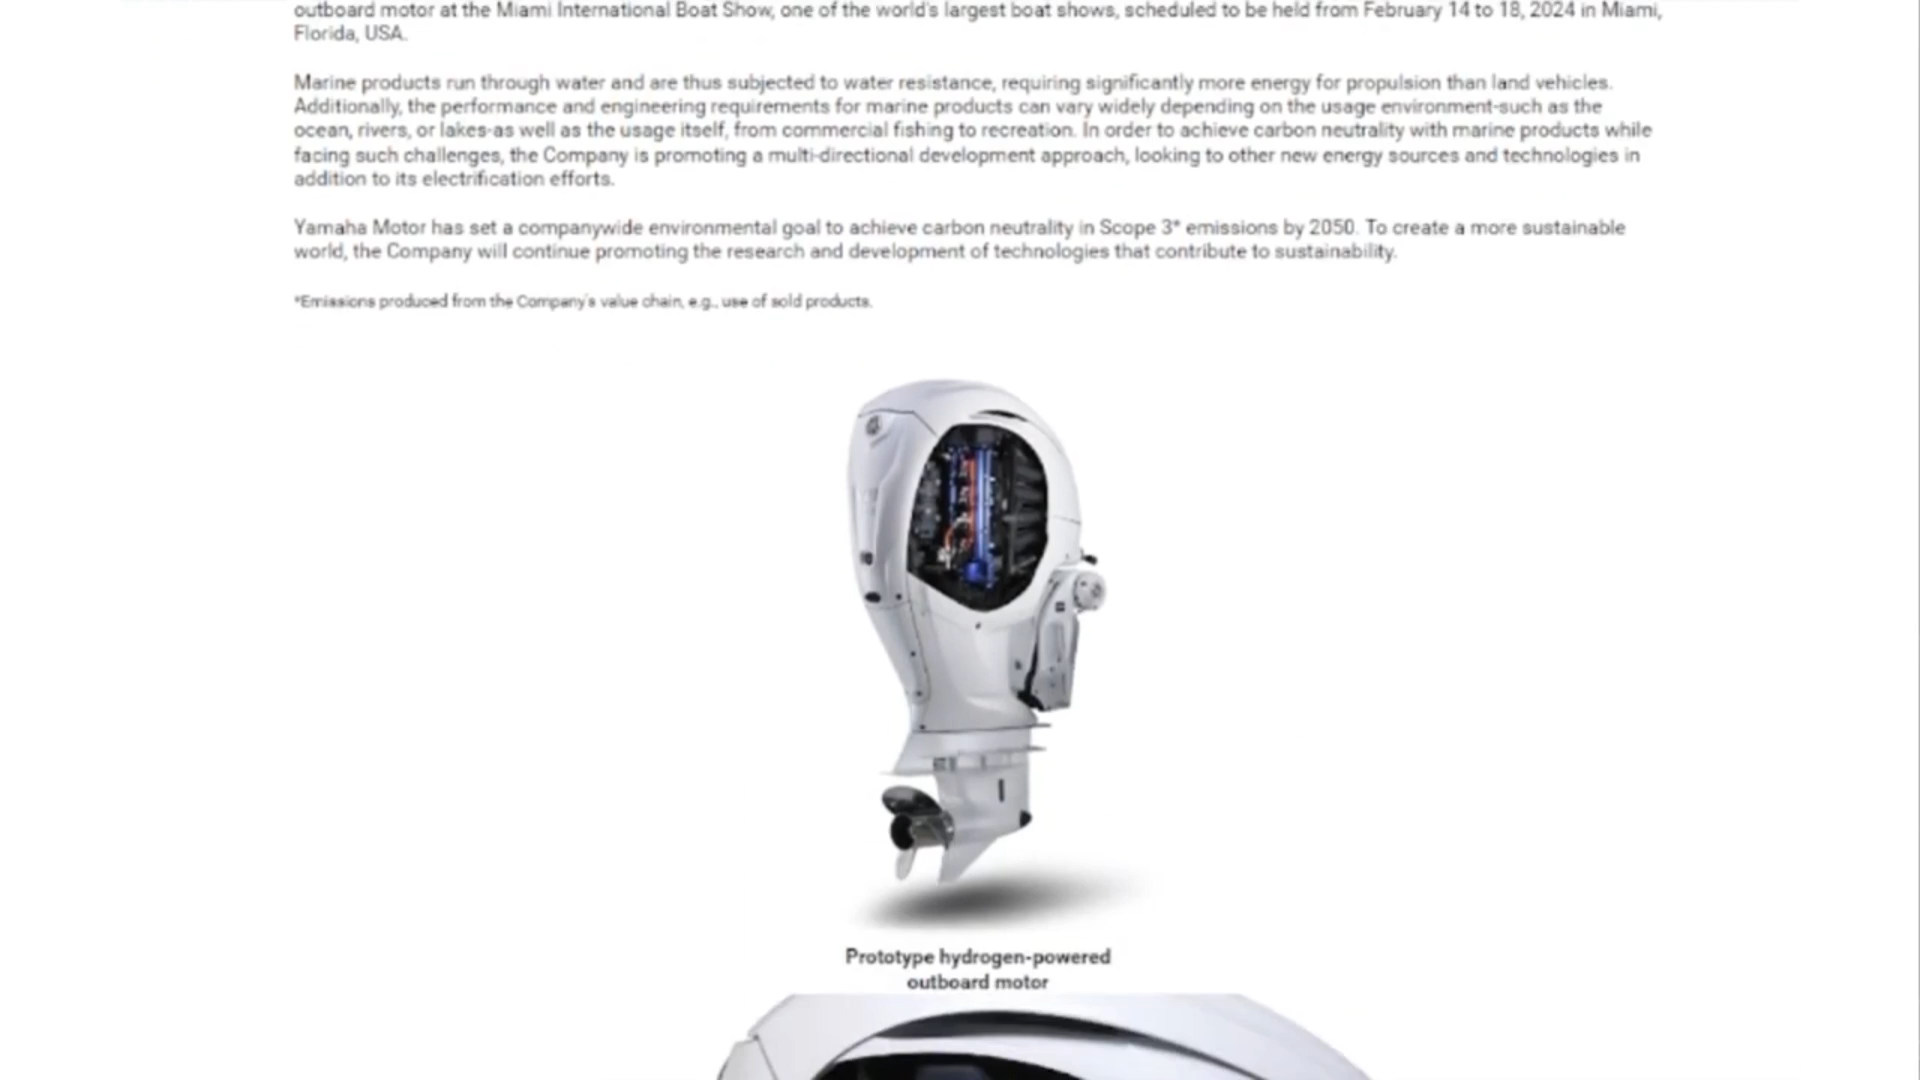 outboard motor at the Miami International Boat Show, one of the world's largest boat shows, scheduled to be held from February 14 to 18, 2024 in Miami,
Florida, USA.
Marine products run through water and are thus subjected to water resistance, requiring significantly more energy for propulsion than land vehicles.
Additionally, the performance and engineering requirements for marine products can vary widely depending on the usage environment-such as the
ocean, rivers, or lakes-as well as the usage itself, from commercial fishing to recreation. In order to achieve carbon neutrality with marine products while
facing such challenges, the Company is promoting a multi-directional development approach, looking to other new energy sources and technologies in
addition to its electrification efforts.
Yamaha Motor has set a companywide environmental goal to achieve carbon neutrality in Scope 3* emissions by 2050. To create a more sustainable
world, the Company will continue promoting the research and development of technologies that contribute to sustainability.
*Emissions produced from the Company's value chain, e.g., use of sold products.
Prototype hydrogen-powered
outboard motor